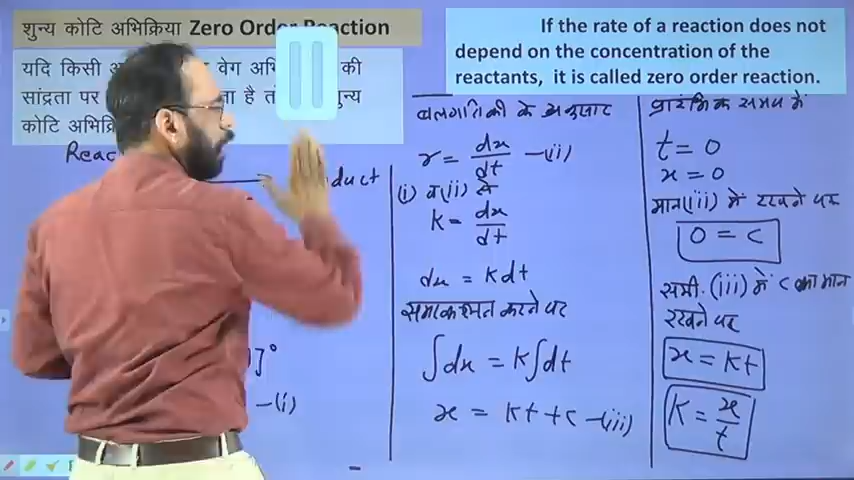 शुन्य कोटि अभिक्रिया Zero Order Reaction
यदि किसी वेग की
सांद्रता पर ता है
कोटि
If the rate of a reaction does not
depend on the concentration of the
reactants, it is called zero order reaction.
Reac duct
]° 
—(i)
बलगतिकी के अनुसार
r = dx/dt —(ii)
(i) व (ii) से
K = dx/dt
dx = Kdt
समाकलन करने पर
∫dx = K∫dt
x = Kt + c —(iii)
प्रारंभिक समय में
t = 0
x = 0
मान (iii) में रखने पर
0 = c
समी. (iii) में C का मान
रखने पर
x = Kt
K = x/t